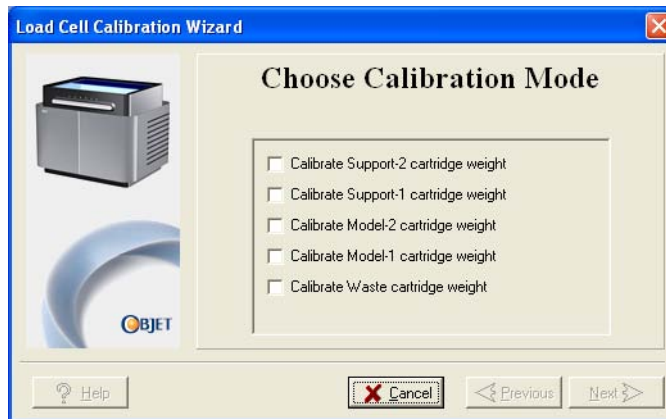 Load Cell Calibration Wizard
Choose Calibration Mode
Calibrate Support-2 cartridge weight
Calibrate Support-1 cartridge weight
Calibrate Model-2 cartridge weight
Calibrate Model-1 cartridge weight
Calibrate Waste cartridge weight
OBJET
? Help
Cancel
Previous
Next